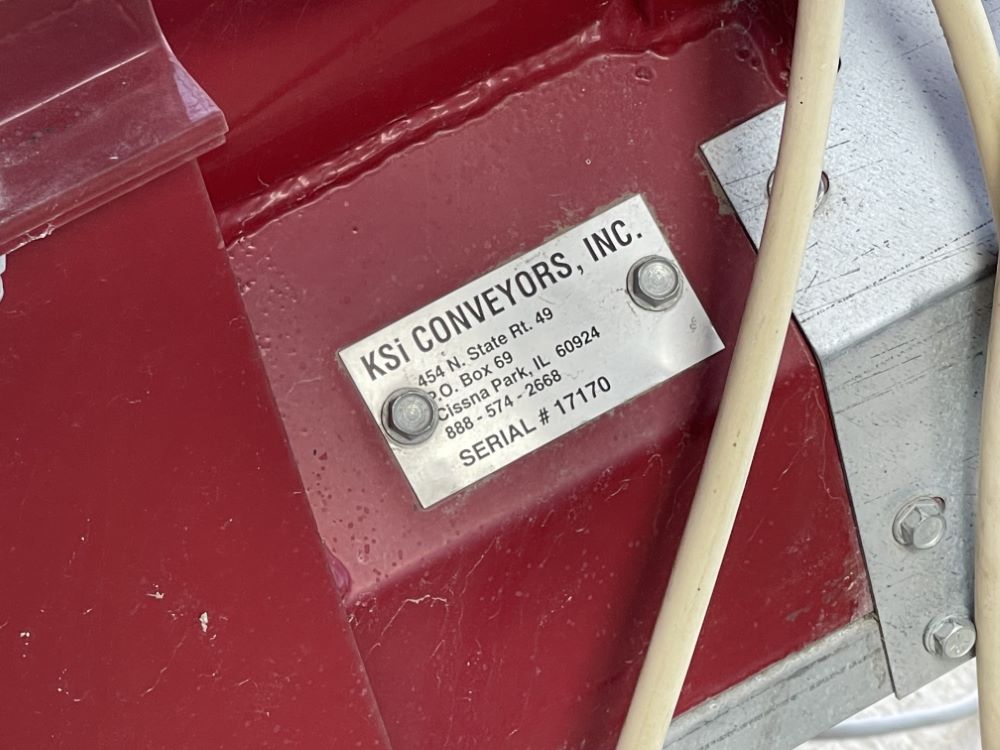 KSi CONVEYORS, INC.
454 N. State Rt. 49
P.O. Box 69
Cissna Park, IL 60924
888 - 574 - 2668
SERIAL # 17170